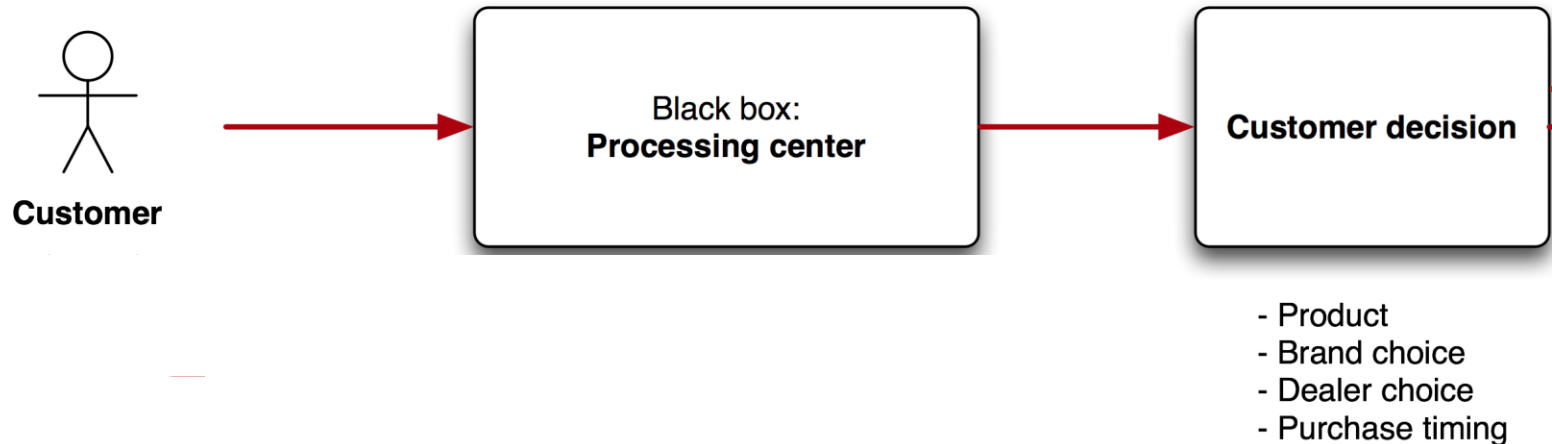 Customer
Black box:
Processing center
Customer decision
- Product
- Brand choice
- Dealer choice
- Purchase timing